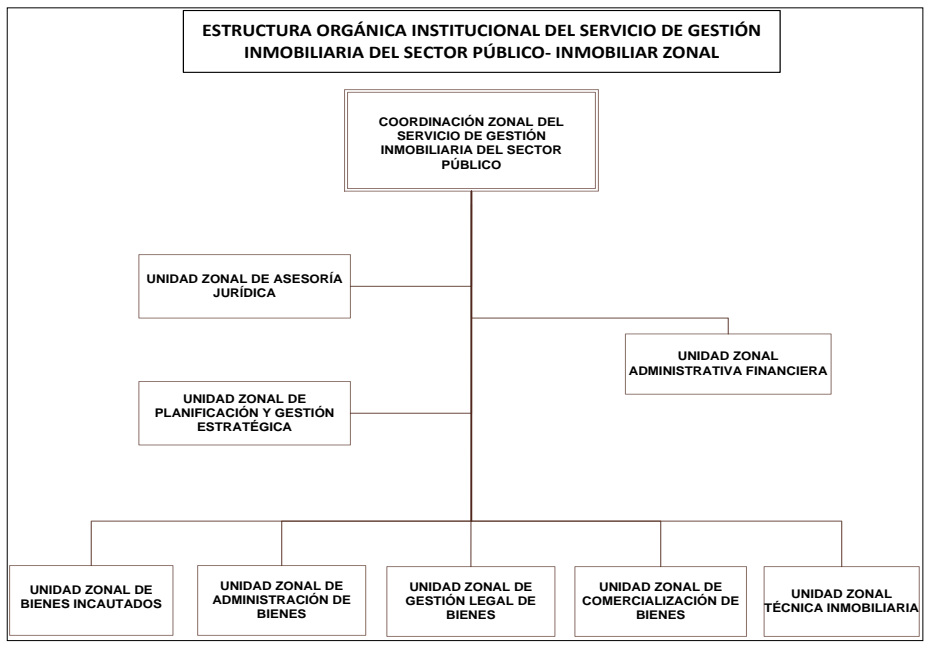 ESTRUCTURA ORGÁNICA INSTITUCIONAL DEL SERVICIO DE GESTIÓN
INMOBILIARIA DEL SECTOR PÚBLICO- INMOBILIAR ZONAL
COORDINACIÓN ZONAL DEL
SERVICIO DE GESTIÓN
INMOBILIARIA DEL SECTOR
PÚBLICO
UNIDAD ZONAL DE ASESORÍA
JURÍDICA
UNIDAD ZONAL
ADMINISTRATIVA FINANCIERA
UNIDAD ZONAL DE
PLANIFICACIÓN Y GESTIÓN
ESTRATÉGICA
UNIDAD ZONAL DE
BIENES INCAUTADOS
UNIDAD ZONAL DE
ADMINISTRACIÓN DE
BIENES
UNIDAD ZONAL DE
GESTIÓN LEGAL DE
BIENES
UNIDAD ZONAL DE
COMERCIALIZACIÓN DE
BIENES
UNIDAD ZONAL
TÉCNICA INMOBILIARIA